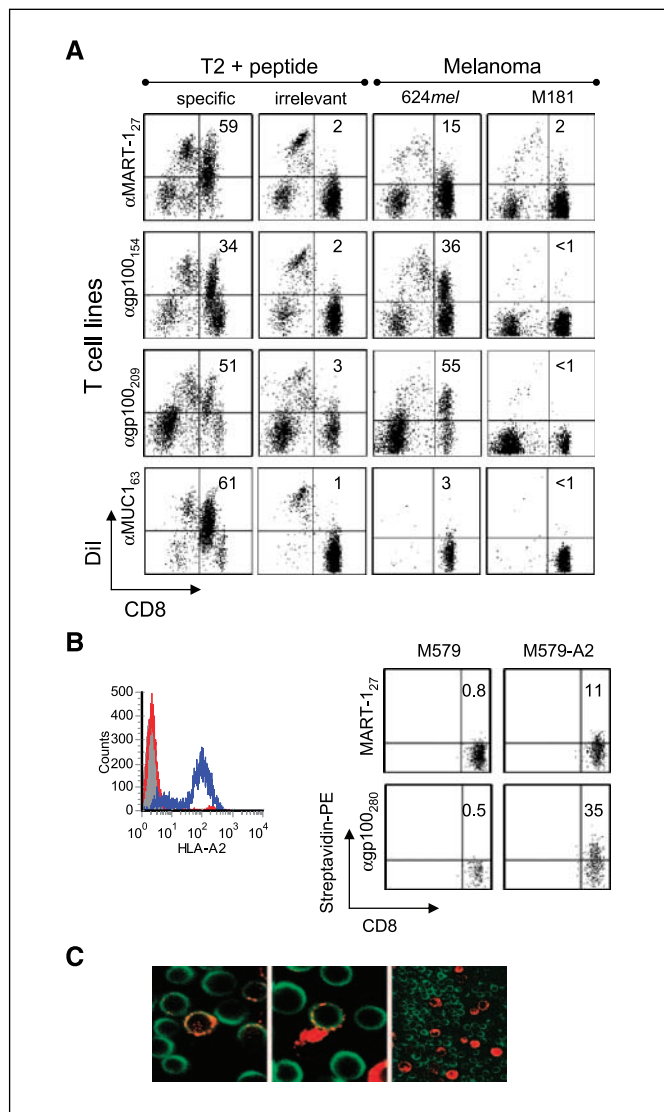 A
T2 + peptide Melanoma
specific irrelevant 624mel M181
T cell lines
αMART-1₂₇ 59 2 15 2
αgp100₁₅₄ 34 2 36 <1
αgp100₂₀₉ 51 3 55 <1
αMUC1₆₃ 61 1 3 <1
DiI
CD8
B
M579 M579-A2
500
400
300
200
100
0
Counts
10⁰ 10¹ 10² 10³ 10⁴
HLA-A2
MART-1₂₇ 0.8 11
αgp100₂₈₀ 0.5 35
Streptavidin-PE
CD8
C